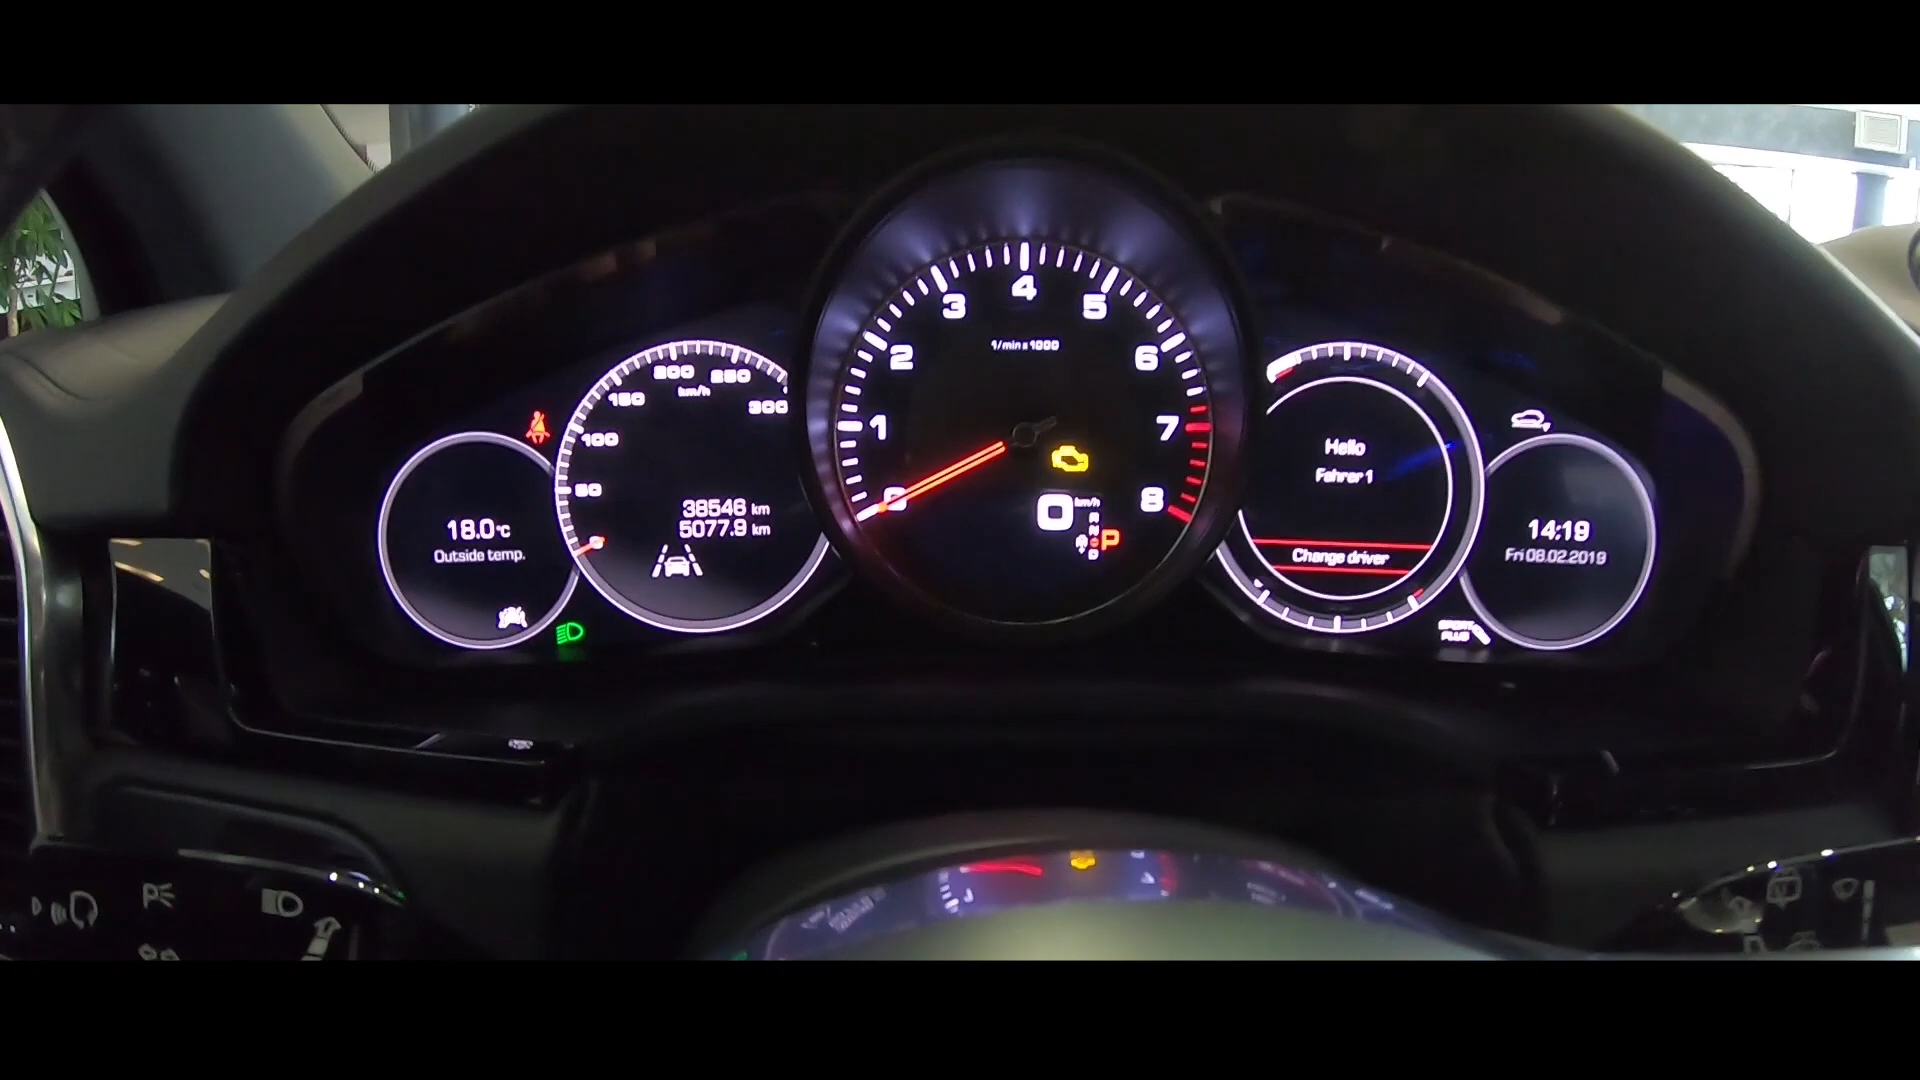 18.0°C
Outside temp.
50
100
150
200
250
300
km/h
38546 km
5077.9 km
0
1
2
3
4
5
6
7
8
1/min x 1000
0 km/h
R
N
D
P
Hello
Fahrer 1
Change driver
SPORT
PLUS
14:19
Fri 08.02.2019
P